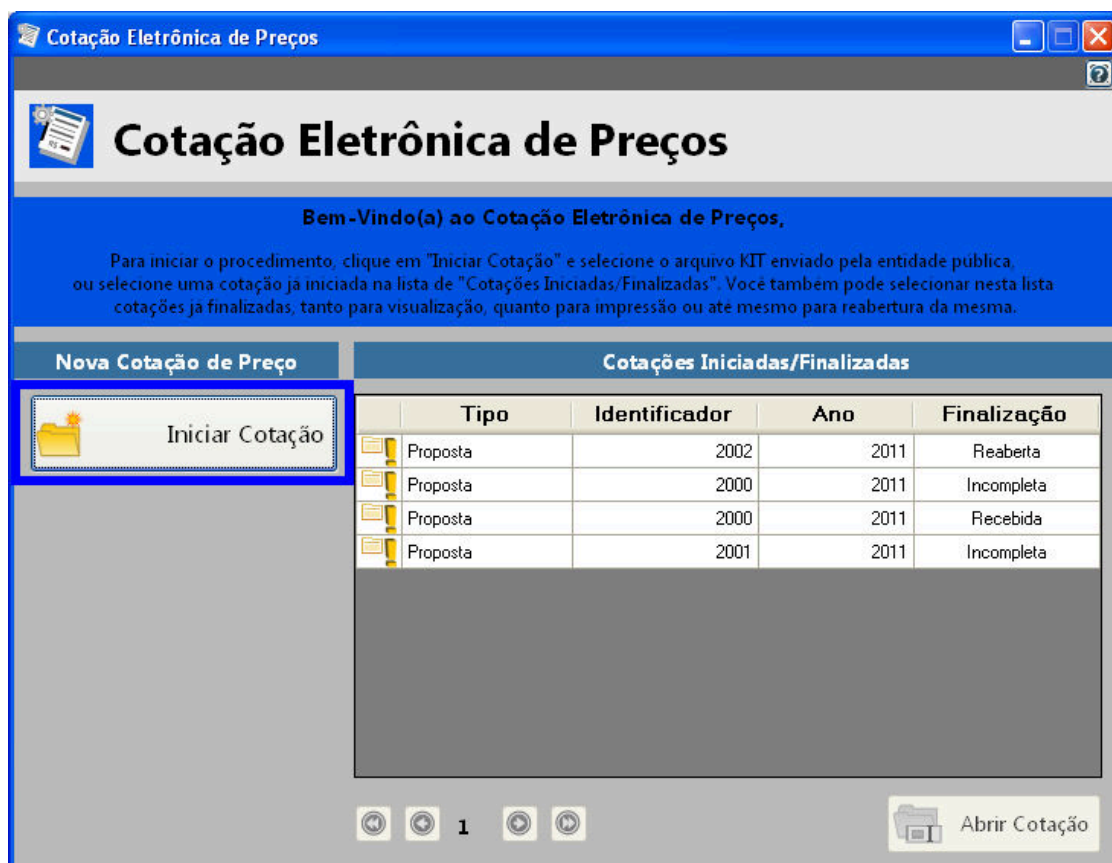 Cotação Eletrônica de Preços
Cotação Eletrônica de Preços
Bem-Vindo(a) ao Cotação Eletrônica de Preços,
Para iniciar o procedimento, clique em "Iniciar Cotação" e selecione o arquivo KIT enviado pela entidade pública,
ou selecione uma cotação já iniciada na lista de "Cotações Iniciadas/Finalizadas". Você também pode selecionar nesta lista
cotações já finalizadas, tanto para visualização, quanto para impressão ou até mesmo para reabertura da mesma.
Nova Cotação de Preço
Iniciar Cotação
Cotações Iniciadas/Finalizadas
Tipo Identificador Ano Finalização
Proposta 2002 2011 Reaberta
Proposta 2000 2011 Incompleta
Proposta 2000 2011 Recebida
Proposta 2001 2011 Incompleta
1
Abrir Cotação